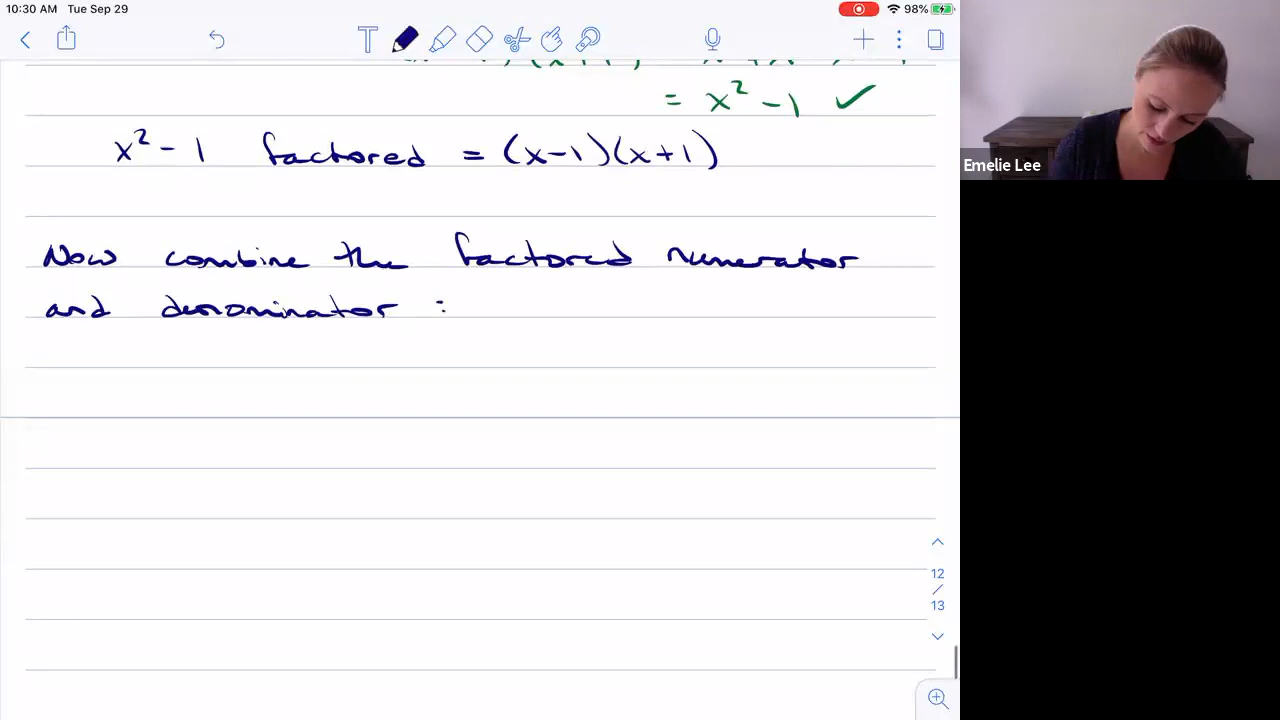 10:30 AM Tue Sep 29
98%
= x² - 1 ✓
x² - 1 factored = (x-1)(x+1)
Emelie Lee
Now combine the factored numerator
and denominator :
12
/
13